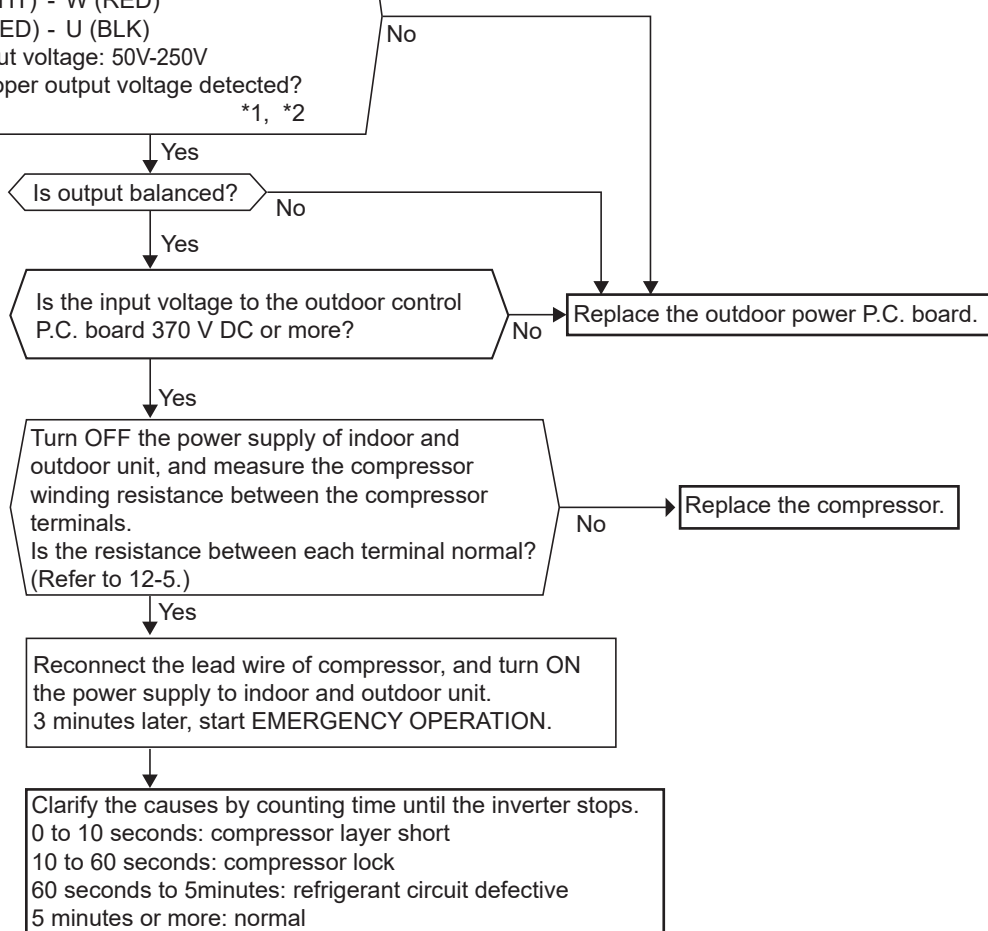 - W (RED)
- U (BLK)
voltage: 50V-250V
output voltage detected?
*1, *2
No
Yes
Is output balanced?
No
Yes
Is the input voltage to the outdoor control
P.C. board 370 V DC or more?
No
Replace the outdoor power P.C. board.
Yes
Turn OFF the power supply of indoor and
outdoor unit, and measure the compressor
winding resistance between the compressor
terminals.
Is the resistance between each terminal normal?
(Refer to 12-5.)
No
Replace the compressor.
Yes
Reconnect the lead wire of compressor, and turn ON
the power supply to indoor and outdoor unit.
3 minutes later, start EMERGENCY OPERATION.
Clarify the causes by counting time until the inverter stops.
0 to 10 seconds: compressor layer short
10 to 60 seconds: compressor lock
60 seconds to 5minutes: refrigerant circuit defective
5 minutes or more: normal